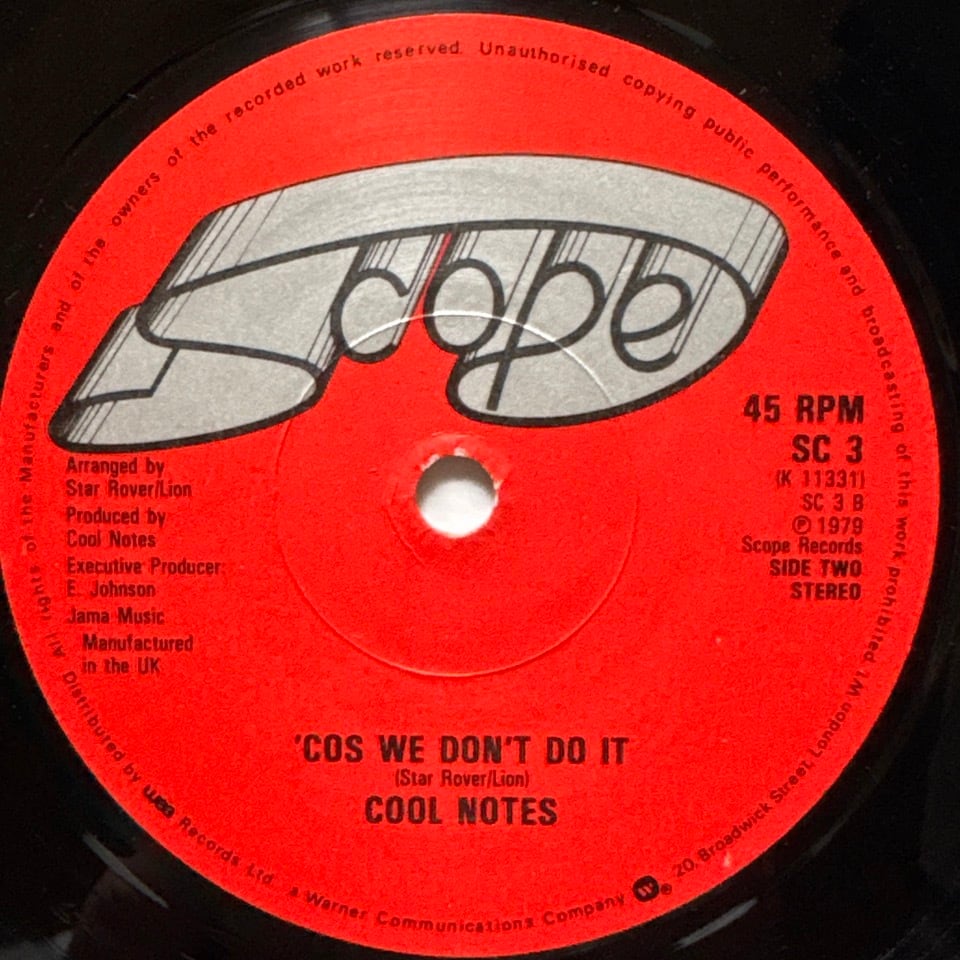 Scope
45 RPM
SC 3
(K 11331)
SC 3 B
℗ 1979
Scope Records
SIDE TWO
STEREO
Arranged by
Star Rover/Lion
Produced by
Cool Notes
Executive Producer:
E. Johnson
Jama Music
Manufactured
in the UK
'COS WE DON'T DO IT
(Star Rover/Lion)
COOL NOTES
All rights of the Manufacturers and of the owners of the recorded work reserved. Unauthorised copying public performance and broadcasting of this work prohibited.
Distributed by wea Records Ltd. a Warner Communications Company W ® 20, Broadwick Street, London W1.